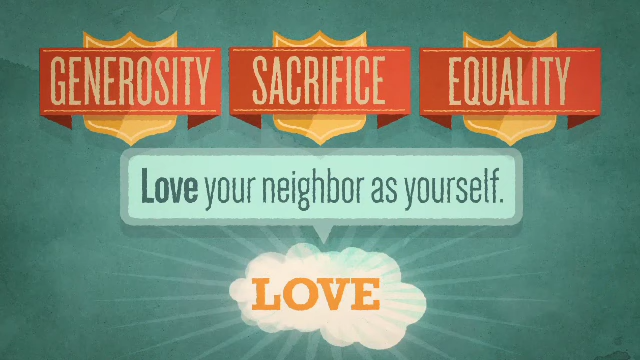 GENEROSITY SACRIFICE EQUALITY
Love your neighbor as yourself.
LOVE